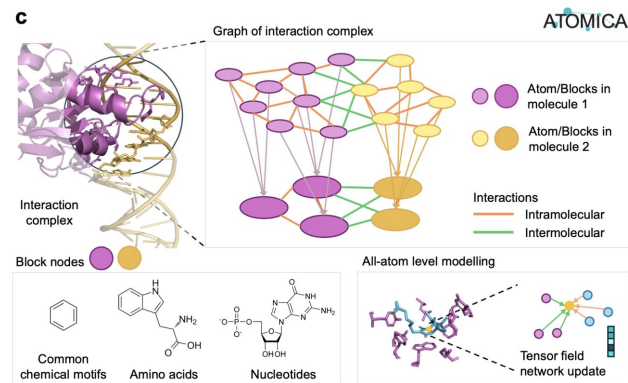 c
Graph of interaction complex
ATOMICA
Atom/Blocks in
molecule 1
Atom/Blocks in
molecule 2
Interaction
complex
Interactions
Intramolecular
Intermolecular
Block nodes
All-atom level modelling
H
N
NH₂
O
OH
O
N
NH
N
N
NH₂
O
⁻O-P-O
O⁻
O
OHOH
Common
chemical motifs
Amino acids
Nucleotides
Tensor field
network update